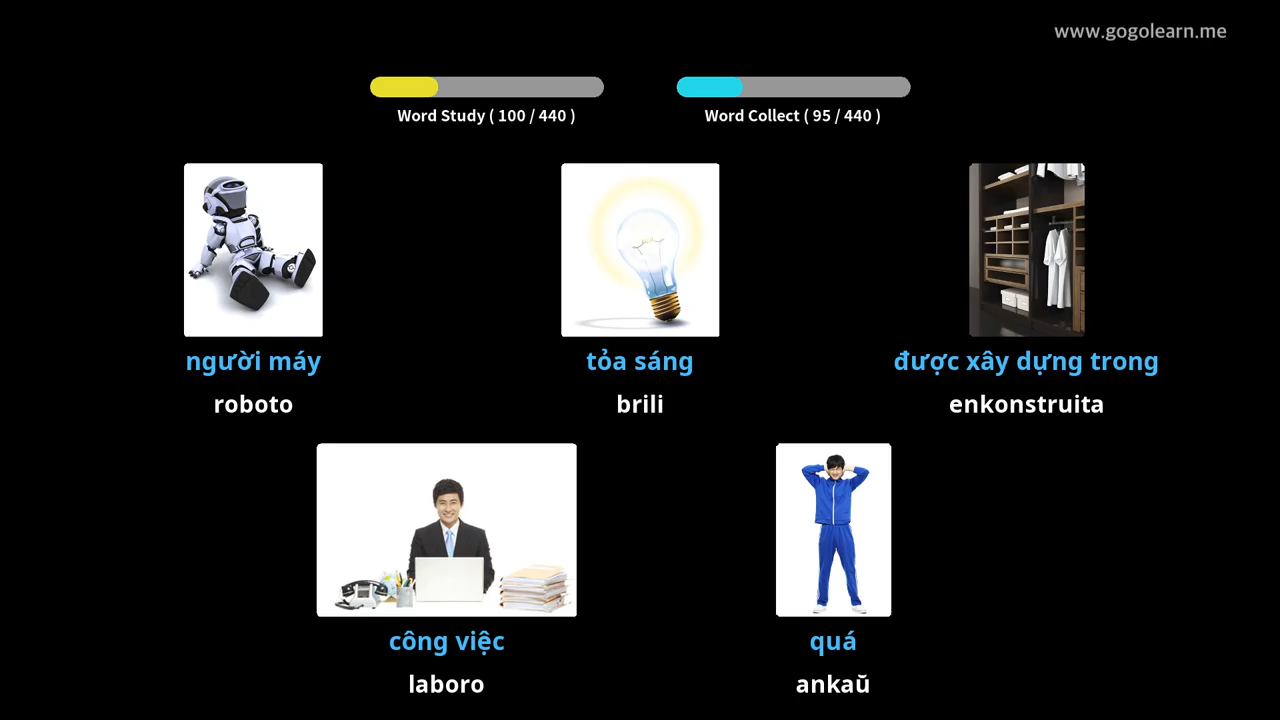 www.gogolearn.me
Word Study ( 100 / 440 )
Word Collect ( 95 / 440 )
người máy
tỏa sáng
được xây dựng trong
roboto
brili
enkonstruita
công việc
quá
laboro
ankaŭ